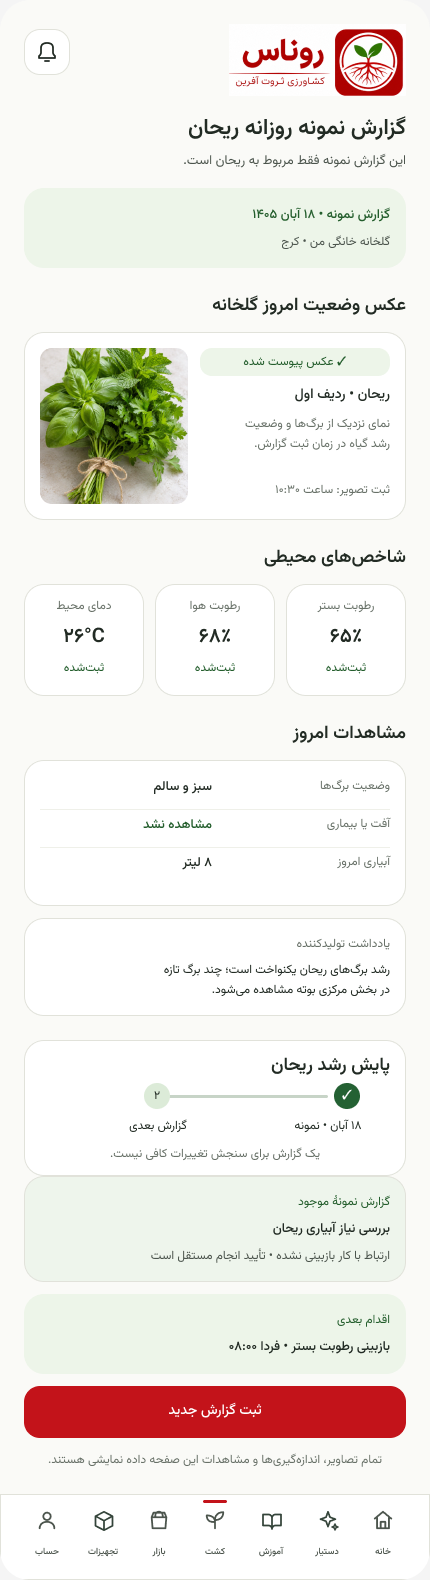 روناس
کشاورزی ثروت آفرین
گزارش نمونه روزانه ریحان
این گزارش نمونه فقط مربوط به ریحان است.
گزارش نمونه • ۱۸ آبان ۱۴۰۵
گلخانه خانگی من • کرج
عکس وضعیت امروز گلخانه
✓ عکس پیوست شده
ریحان • ردیف اول
نمای نزدیک از برگ‌ها و وضعیت
رشد گیاه در زمان ثبت گزارش.
ثبت تصویر: ساعت ۱۰:۳۰
شاخص‌های محیطی
رطوبت بستر
۶۵٪
ثبت‌شده
رطوبت هوا
۶۸٪
ثبت‌شده
دمای محیط
۲۶°C
ثبت‌شده
مشاهدات امروز
وضعیت برگ‌ها سبز و سالم
آفت یا بیماری مشاهده نشد
آبیاری امروز ۸ لیتر
یادداشت تولیدکننده
رشد برگ‌های ریحان یکنواخت است؛ چند برگ تازه
در بخش مرکزی بوته مشاهده می‌شود.
پایش رشد ریحان
✓ ۲
۱۸ آبان • نمونه گزارش بعدی
یک گزارش برای سنجش تغییرات کافی نیست.
گزارش نمونهٔ موجود
بررسی نیاز آبیاری ریحان
ارتباط با کار بازبینی نشده • تأیید انجام مستقل است
اقدام بعدی
بازبینی رطوبت بستر • فردا ۰۸:۰۰
ثبت گزارش جدید
تمام تصاویر، اندازه‌گیری‌ها و مشاهدات این صفحه داده نمایشی هستند.
خانه دستیار آموزش کشت بازار تجهیزات حساب